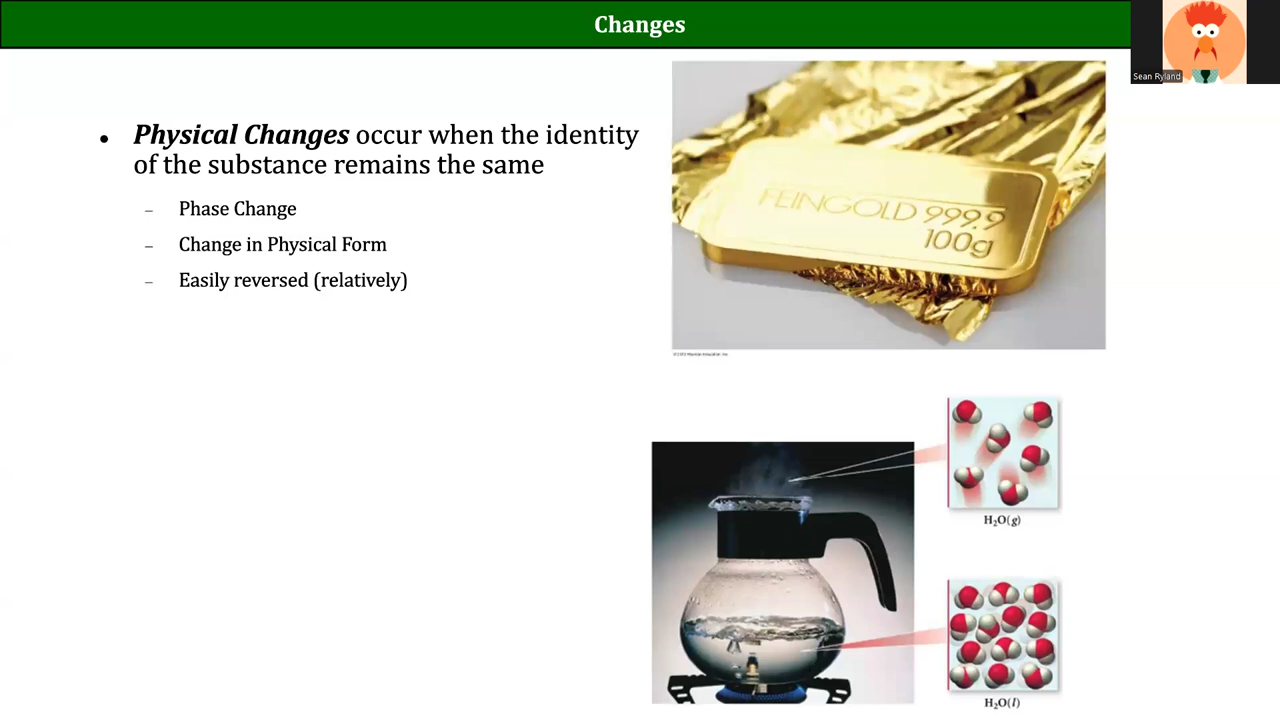 Changes
Sean Ryland
Physical Changes occur when the identity
of the substance remains the same
Phase Change
Change in Physical Form
Easily reversed (relatively)
FEINGOLD 999.9
100g
H₂O(g)
H₂O(l)